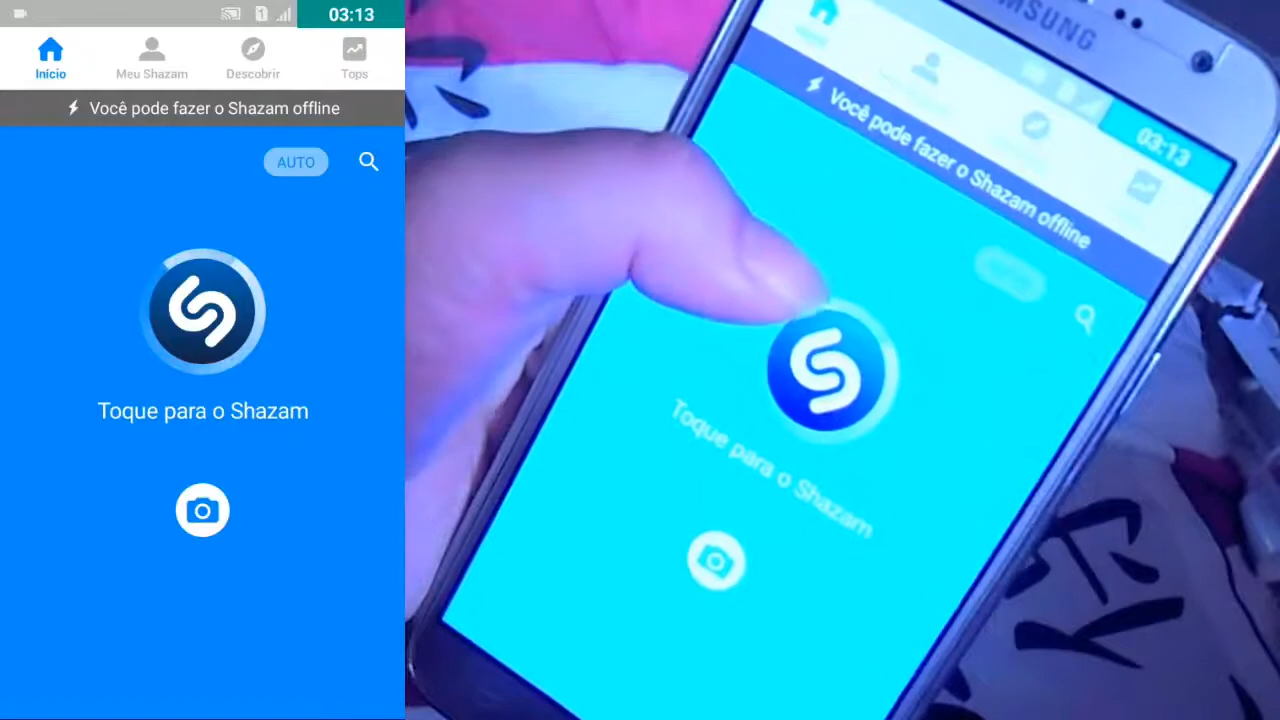 1
03:13
Início
Meu Shazam
Descobrir
Tops
Você pode fazer o Shazam offline
AUTO
Toque para o Shazam
SAMSUNG
03:13
Você pode fazer o Shazam offline
Toque para o Shazam